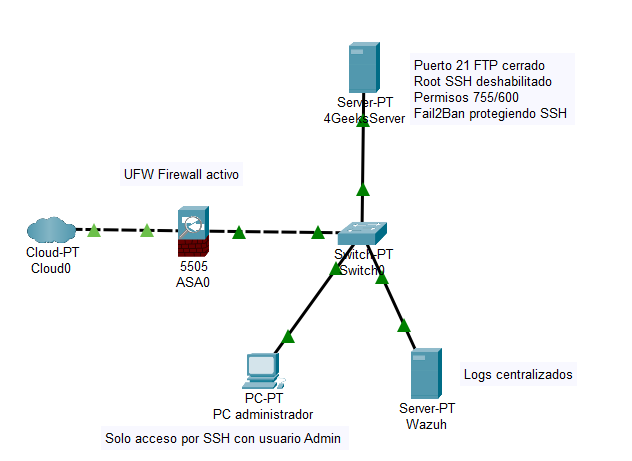 Puerto 21 FTP cerrado
Root SSH deshabilitado
Permisos 755/600
Fail2Ban protegiendo SSH
Server-PT
4GeeksServer
UFW Firewall activo
Cloud-PT
Cloud0
5505
ASA0
Switch-PT
Switch0
PC-PT
PC administrador
Solo acceso por SSH con usuario Admin
Server-PT
Wazuh
Logs centralizados